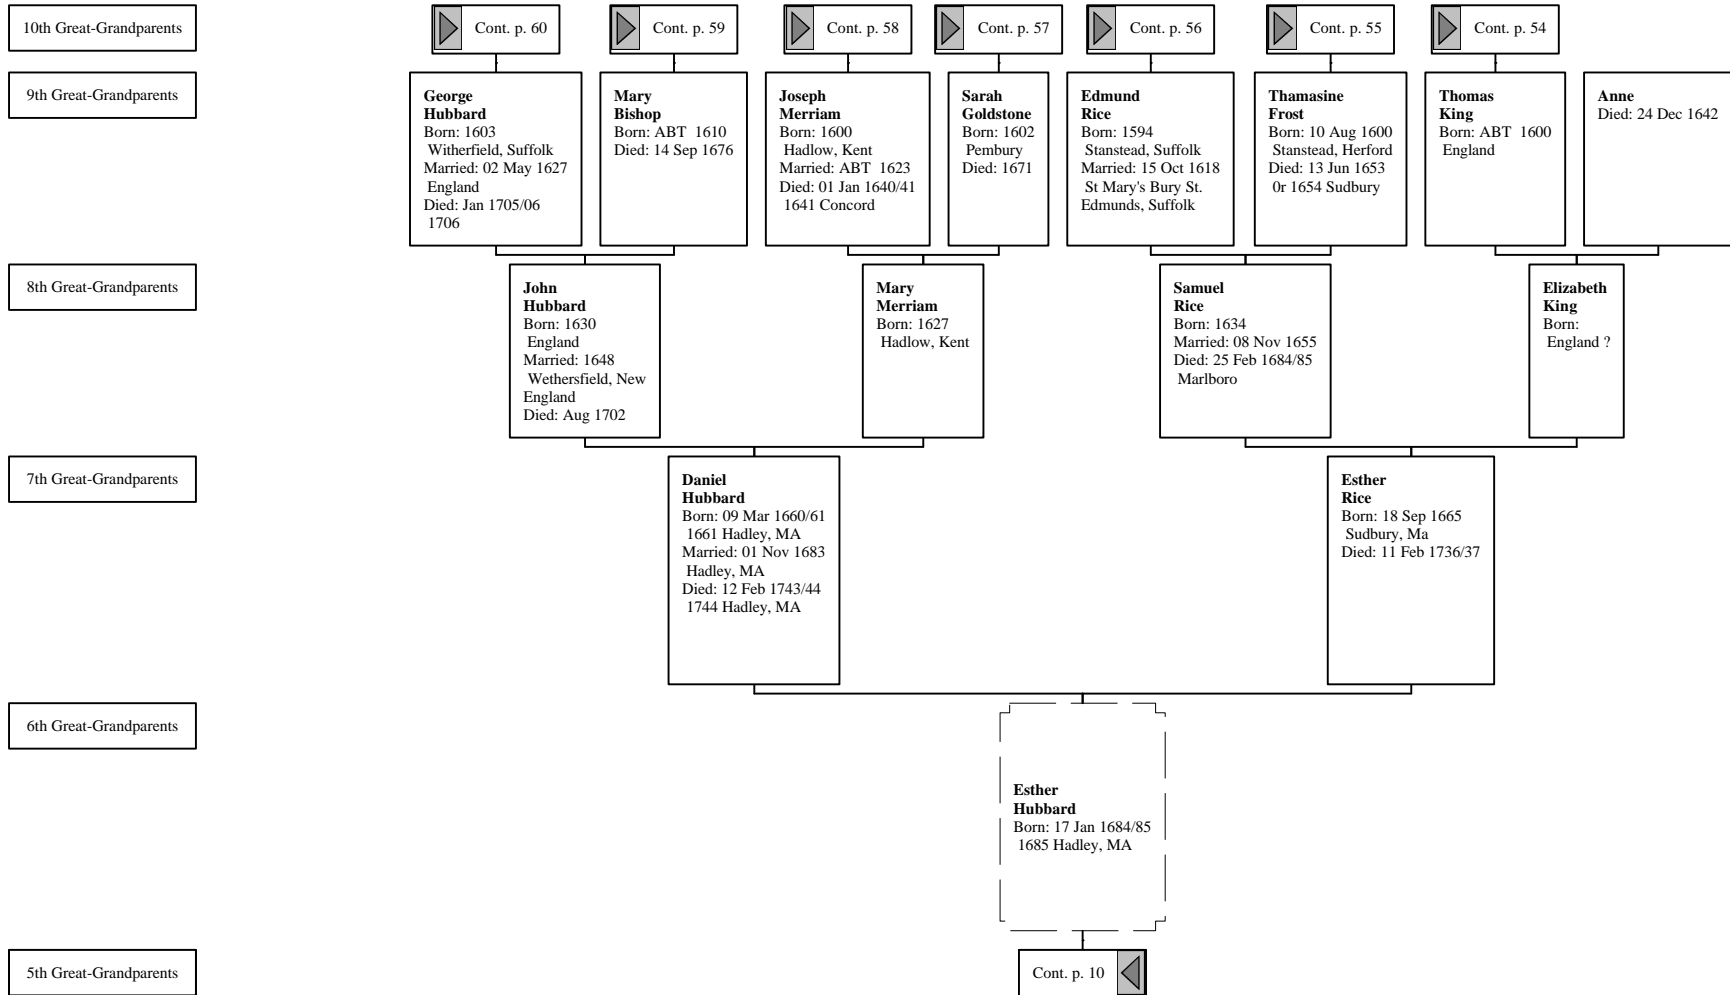 10th Great-Grandparents
Cont. p. 60
Cont. p. 59
Cont. p. 58
Cont. p. 57
Cont. p. 56
Cont. p. 55
Cont. p. 54
9th Great-Grandparents
George
Hubbard
Born: 1603
Witherfield, Suffolk
Married: 02 May 1627
England
Died: Jan 1705/06
1706
Mary
Bishop
Born: ABT 1610
Died: 14 Sep 1676
Joseph
Merriam
Born: 1600
Hadlow, Kent
Married: ABT 1623
Died: 01 Jan 1640/41
1641 Concord
Sarah
Goldstone
Born: 1602
Pembury
Died: 1671
Edmund
Rice
Born: 1594
Stanstead, Suffolk
Married: 15 Oct 1618
St Mary's Bury St.
Edmunds, Suffolk
Thamasine
Frost
Born: 10 Aug 1600
Stanstead, Herford
Died: 13 Jun 1653
0r 1654 Sudbury
Thomas
King
Born: ABT 1600
England
Anne
Died: 24 Dec 1642
8th Great-Grandparents
John
Hubbard
Born: 1630
England
Married: 1648
Wethersfield, New
England
Died: Aug 1702
Mary
Merriam
Born: 1627
Hadlow, Kent
Samuel
Rice
Born: 1634
Married: 08 Nov 1655
Died: 25 Feb 1684/85
Marlboro
Elizabeth
King
Born:
England ?
7th Great-Grandparents
Daniel
Hubbard
Born: 09 Mar 1660/61
1661 Hadley, MA
Married: 01 Nov 1683
Hadley, MA
Died: 12 Feb 1743/44
1744 Hadley, MA
Esther
Rice
Born: 18 Sep 1665
Sudbury, Ma
Died: 11 Feb 1736/37
6th Great-Grandparents
Esther
Hubbard
Born: 17 Jan 1684/85
1685 Hadley, MA
5th Great-Grandparents
Cont. p. 10